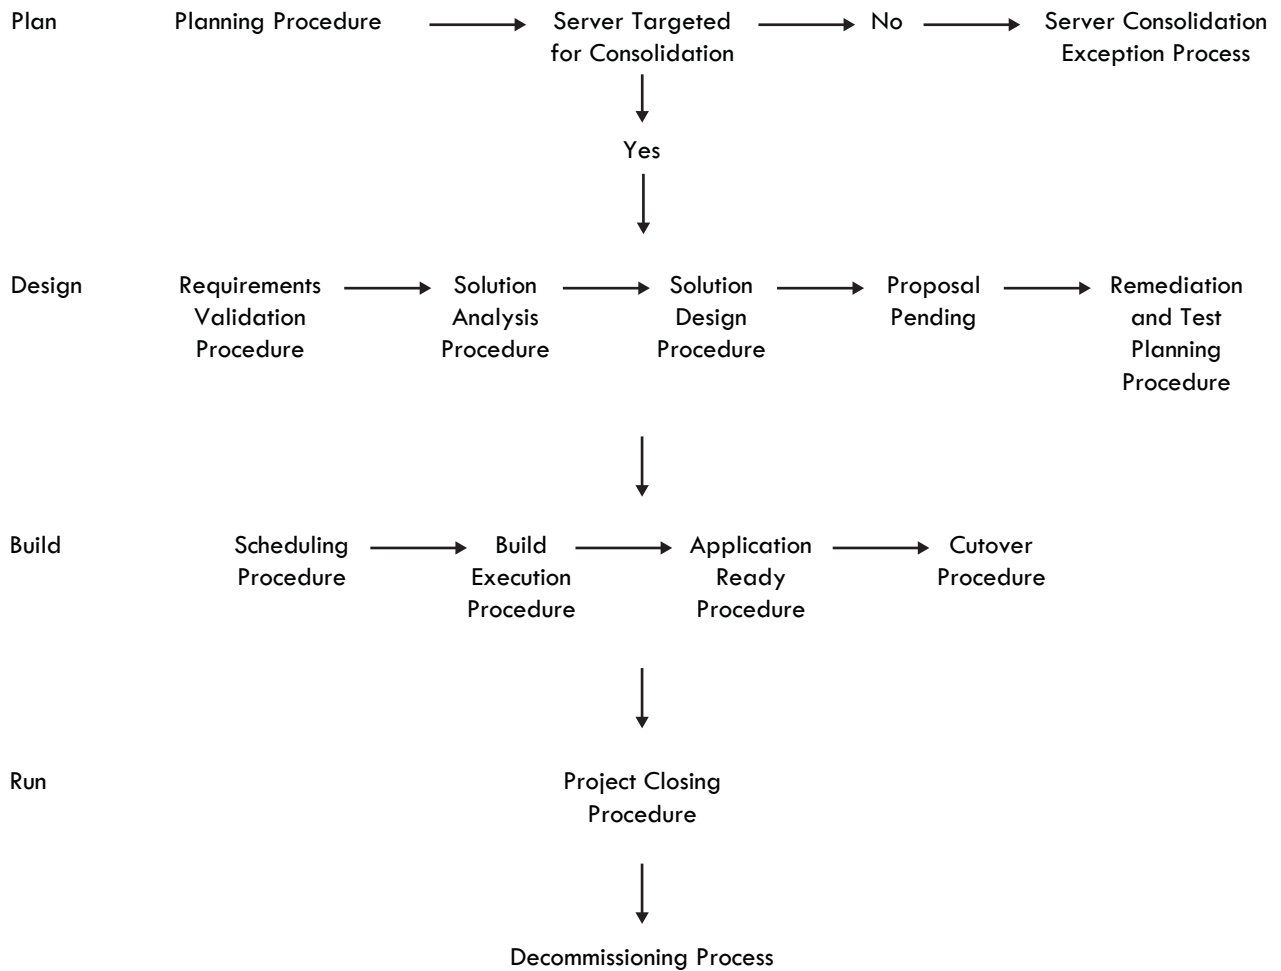 Plan
Planning Procedure
Server Targeted
for Consolidation
No
Server Consolidation
Exception Process
Yes
Design
Requirements
Validation
Procedure
Solution
Analysis
Procedure
Solution
Design
Procedure
Proposal
Pending
Remediation
and Test
Planning
Procedure
Build
Scheduling
Procedure
Build
Execution
Procedure
Application
Ready
Procedure
Cutover
Procedure
Run
Project Closing
Procedure
Decommissioning Process